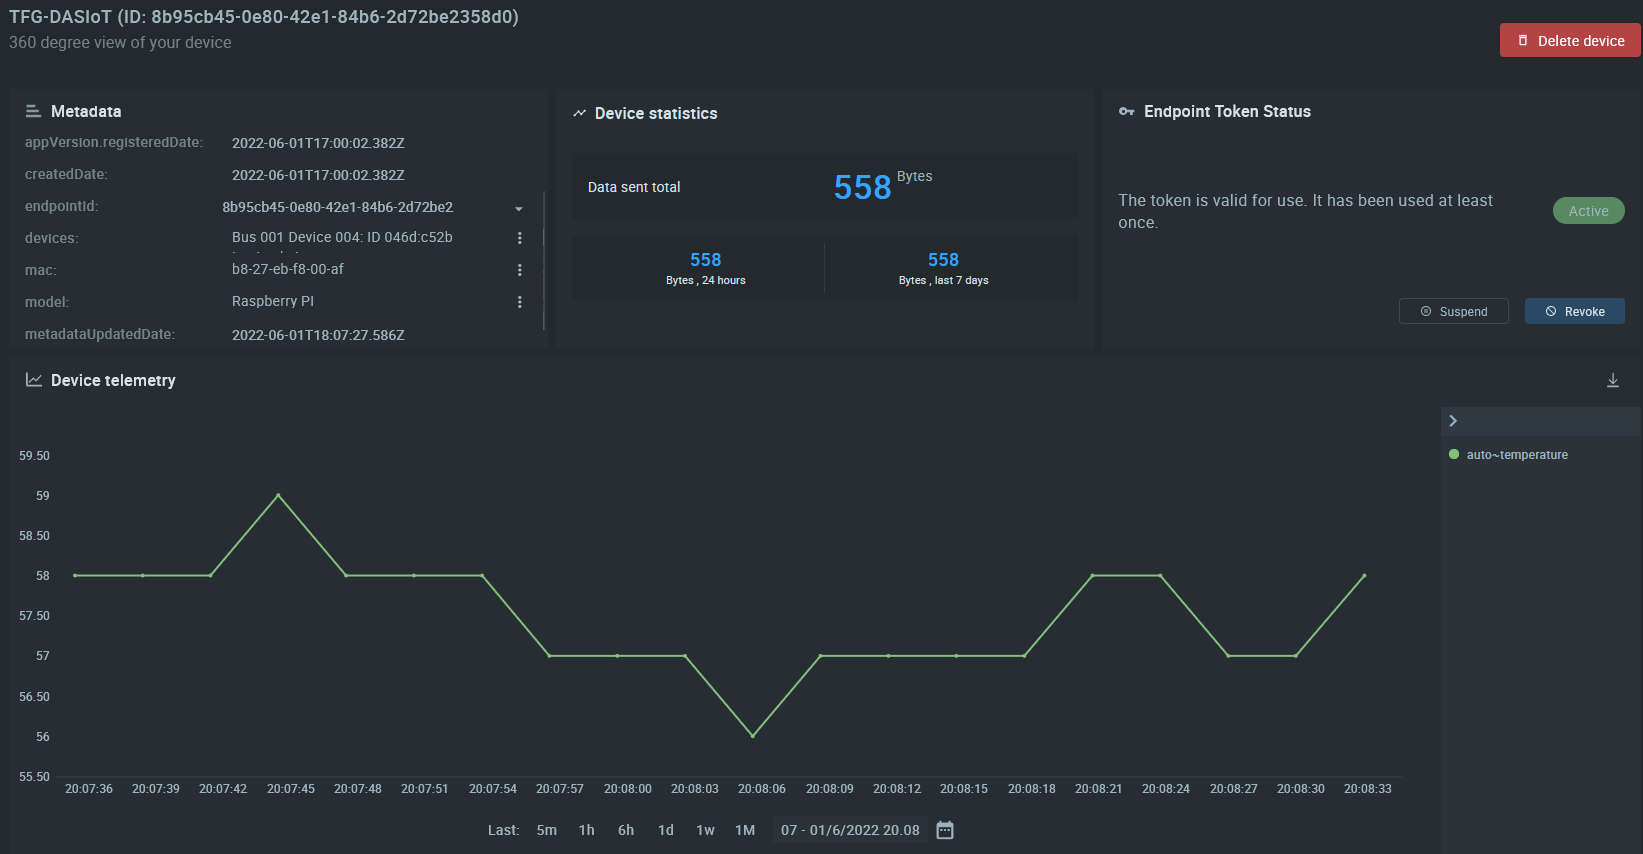 TFG-DASIoT (ID: 8b95cb45-0e80-42e1-84b6-2d72be2358d0)
360 degree view of your device
Delete device
Metadata
appVersion.registeredDate: 2022-06-01T17:00:02.382Z
createdDate: 2022-06-01T17:00:02.382Z
endpointId: 8b95cb45-0e80-42e1-84b6-2d72be2
devices: Bus 001 Device 004: ID 046d:c52b
mac: b8-27-eb-f8-00-af
model: Raspberry PI
metadataUpdatedDate: 2022-06-01T18:07:27.586Z
Device statistics
Data sent total 558 Bytes
558 558
Bytes , 24 hours Bytes , last 7 days
Endpoint Token Status
The token is valid for use. It has been used at least
once.
Active
Suspend Revoke
Device telemetry
auto~temperature
59.50
59
58.50
58
57.50
57
56.50
56
55.50
20:07:36 20:07:39 20:07:42 20:07:45 20:07:48 20:07:51 20:07:54 20:07:57 20:08:00 20:08:03 20:08:06 20:08:09 20:08:12 20:08:15 20:08:18 20:08:21 20:08:24 20:08:27 20:08:30 20:08:33
Last: 5m 1h 6h 1d 1w 1M 07 - 01/6/2022 20.08